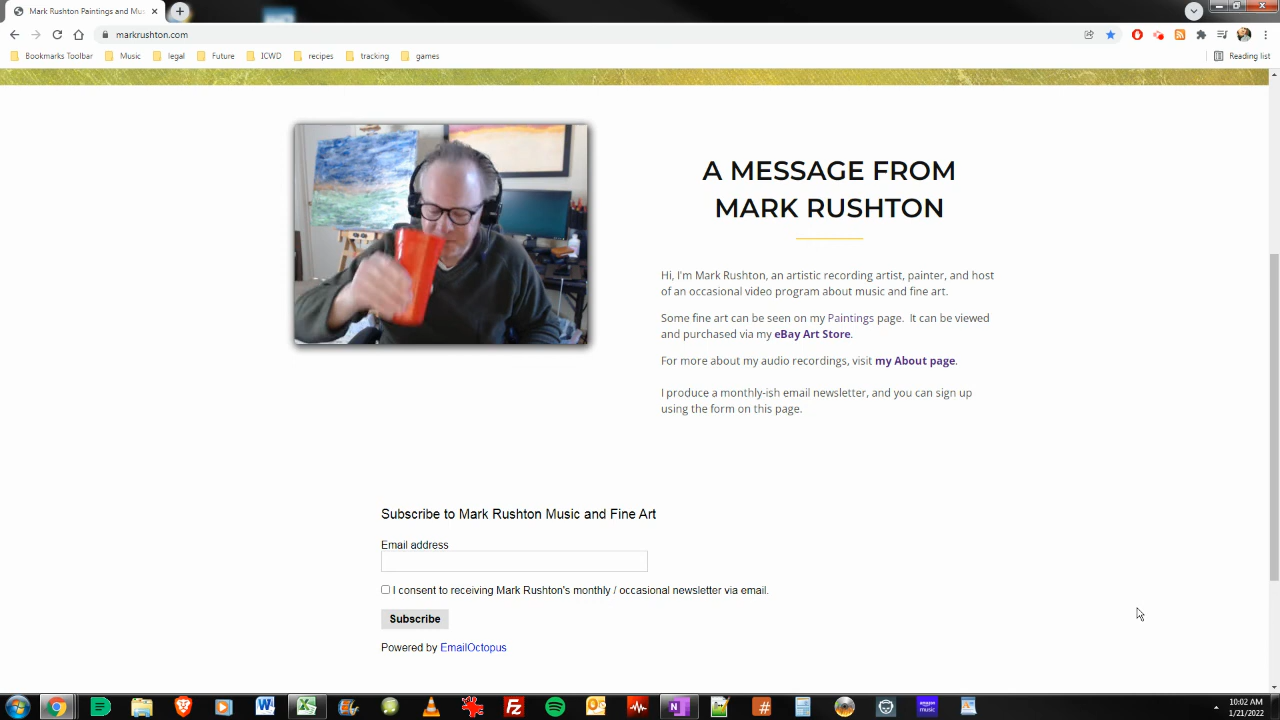 Mark Rushton Paintings and Mus
markrushton.com
Bookmarks Toolbar
Music
legal
Future
ICWD
recipes
tracking
games
Reading list
A MESSAGE FROM
MARK RUSHTON
Hi, I'm Mark Rushton, an artistic recording artist, painter, and host
of an occasional video program about music and fine art.
Some fine art can be seen on my Paintings page.  It can be viewed
and purchased via my eBay Art Store.
For more about my audio recordings, visit my About page.
I produce a monthly-ish email newsletter, and you can sign up
using the form on this page.
Subscribe to Mark Rushton Music and Fine Art
Email address
I consent to receiving Mark Rushton's monthly / occasional newsletter via email.
Subscribe
Powered by EmailOctopus
amazon
music
10:02 AM
1/21/2022